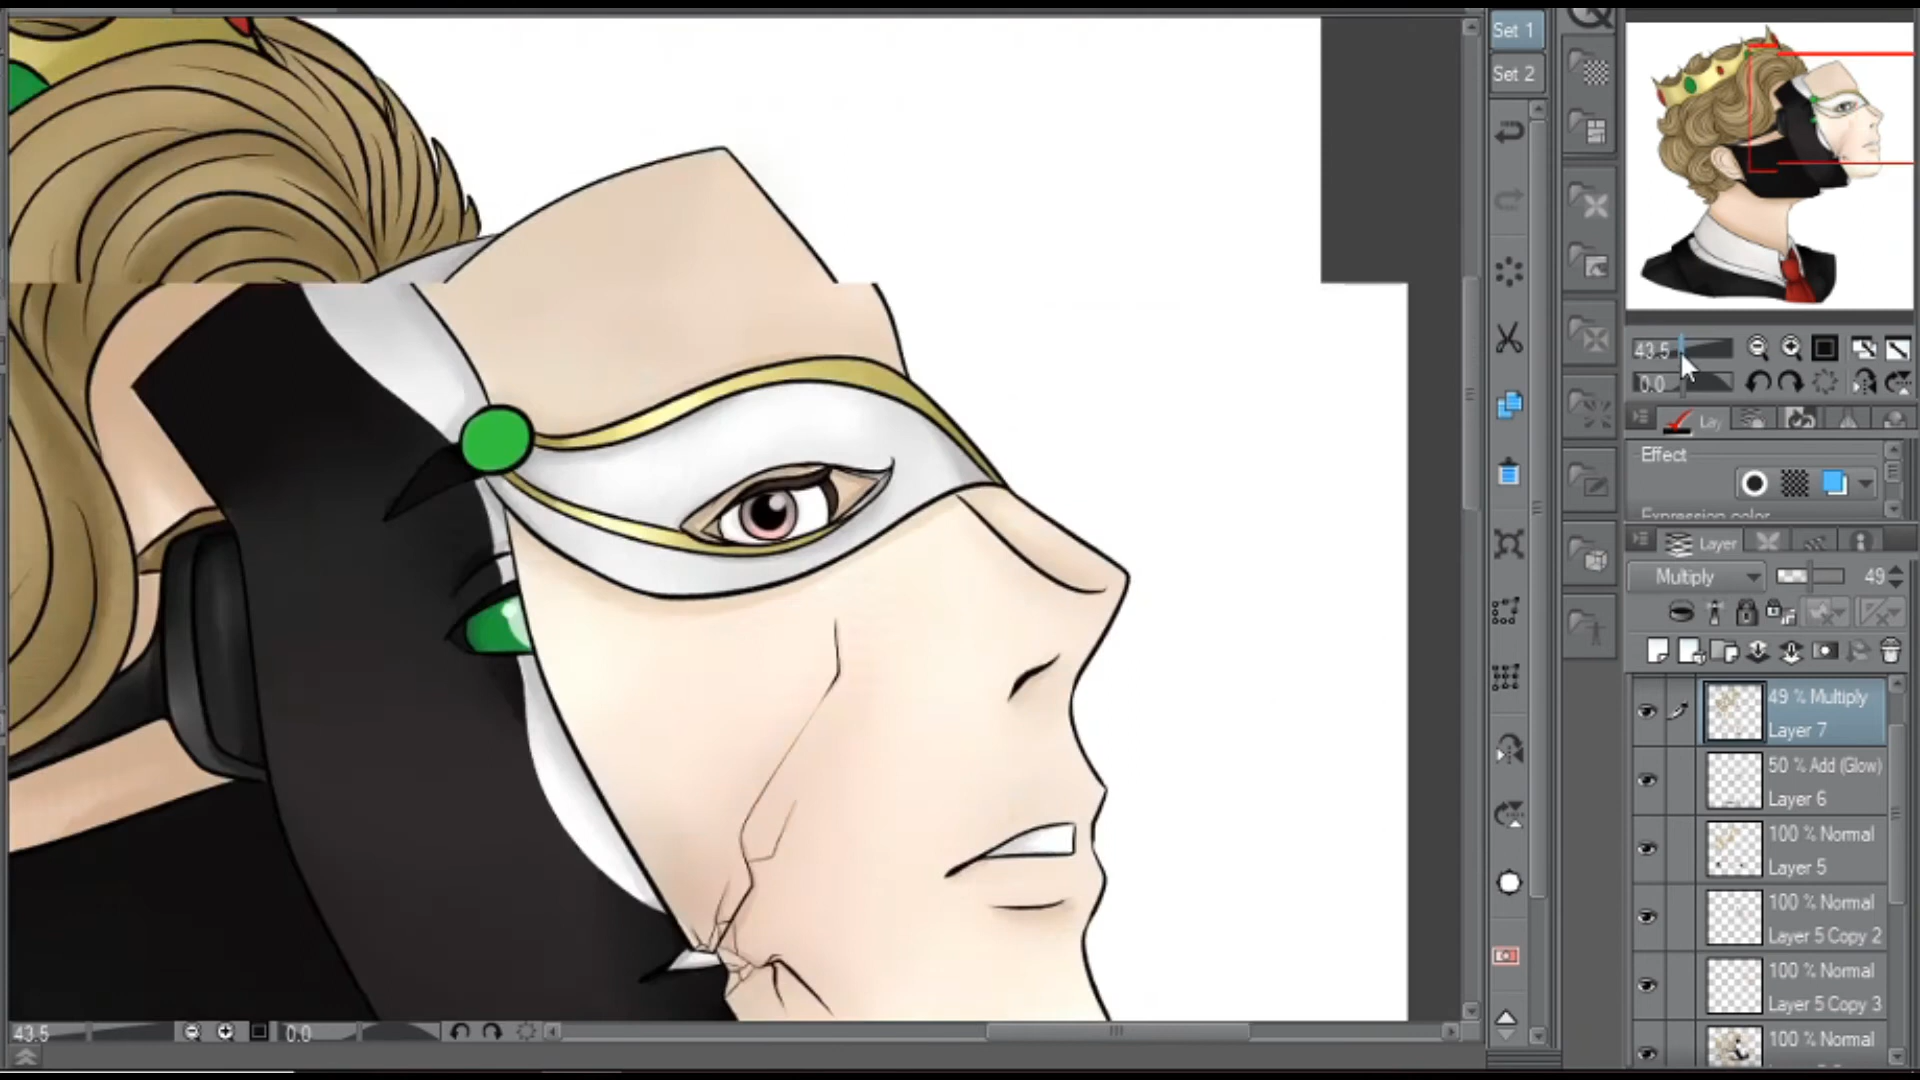 Set 1
Set 2
43.5
0.0
Lay
Effect
Expression color
Layer
Multiply
49
49 % Multiply
Layer 7
50 % Add (Glow)
Layer 6
100 % Normal
Layer 5
100 % Normal
Layer 5 Copy 2
100 % Normal
Layer 5 Copy 3
100 % Normal
43.5
0.0